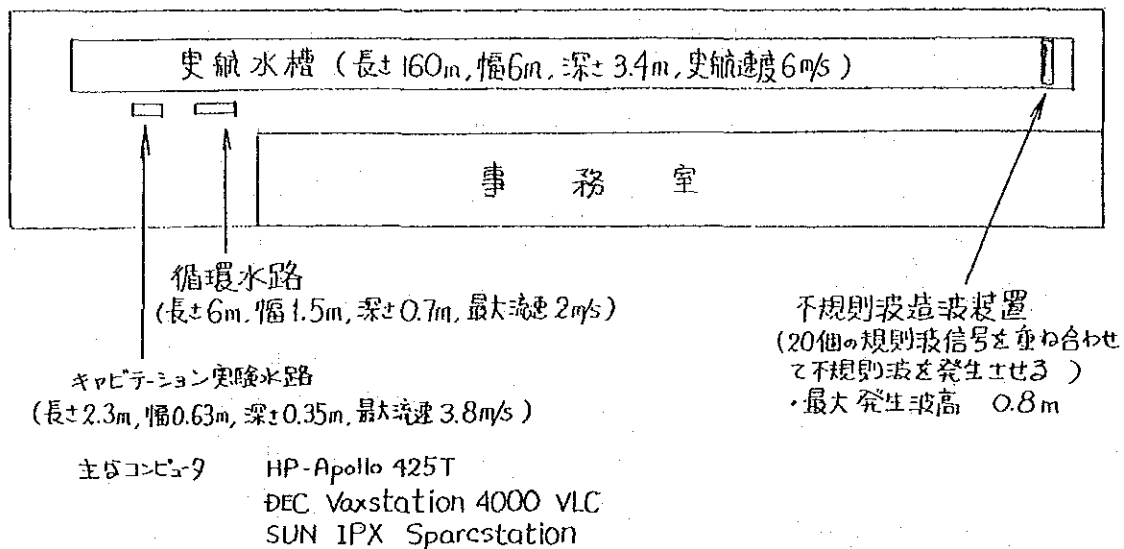 曳航水槽 (長さ160m, 幅6m, 深さ3.4m, 曳航速度6m/s)
事務室
循環水路
(長さ6m, 幅1.5m, 深さ0.7m, 最大流速2m/s)
キャビテーション実験水路
(長さ2.3m, 幅0.63m, 深さ0.35m, 最大流速3.8m/s)
不規則波造波装置
(20個の規則波信号を重ね合わせ
て不規則波を発生させる)
・最大発生波高 0.8m
主なコンピュータ HP-Apollo 425T
DEC Vaxstation 4000 VLC
SUN IPX Sparcstation